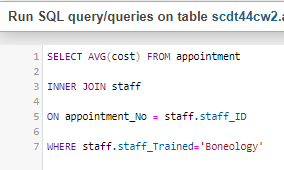 Run SQL query/queries on table scdt44cw2.a
1 SELECT AVG(cost) FROM appointment
2
3 INNER JOIN staff
4
5 ON appointment_No = staff.staff_ID
6
7 WHERE staff.staff_Trained='Boneology'